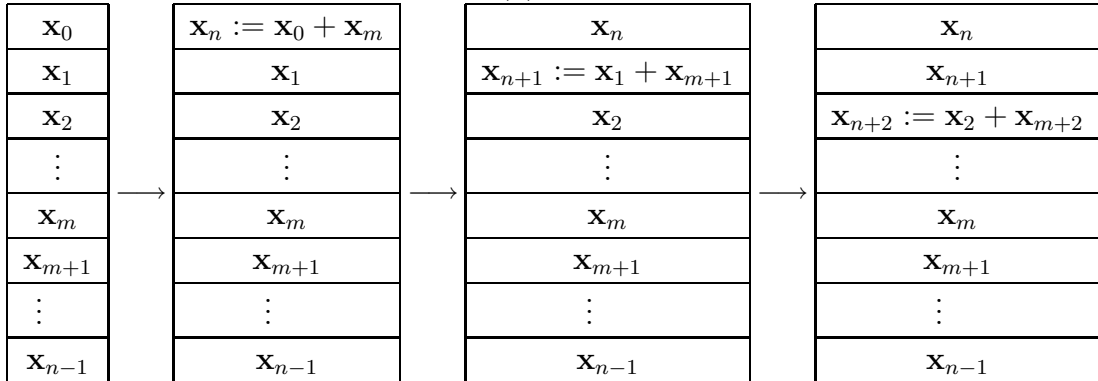 x_0 x_n := x_0 + x_m x_n x_n
x_1 x_1 x_{n+1} := x_1 + x_{m+1} x_{n+1}
x_2 x_2 x_2 x_{n+2} := x_2 + x_{m+2}
⋮ ⋮ ⋮ ⋮
⟶ ⟶ ⟶
x_m x_m x_m x_m
x_{m+1} x_{m+1} x_{m+1} x_{m+1}
⋮ ⋮ ⋮ ⋮
x_{n−1} x_{n−1} x_{n−1} x_{n−1}